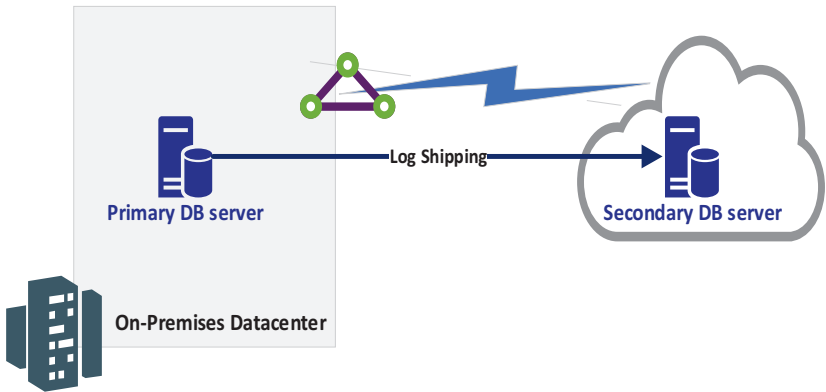 Log Shipping
Primary DB server
Secondary DB server
On-Premises Datacenter